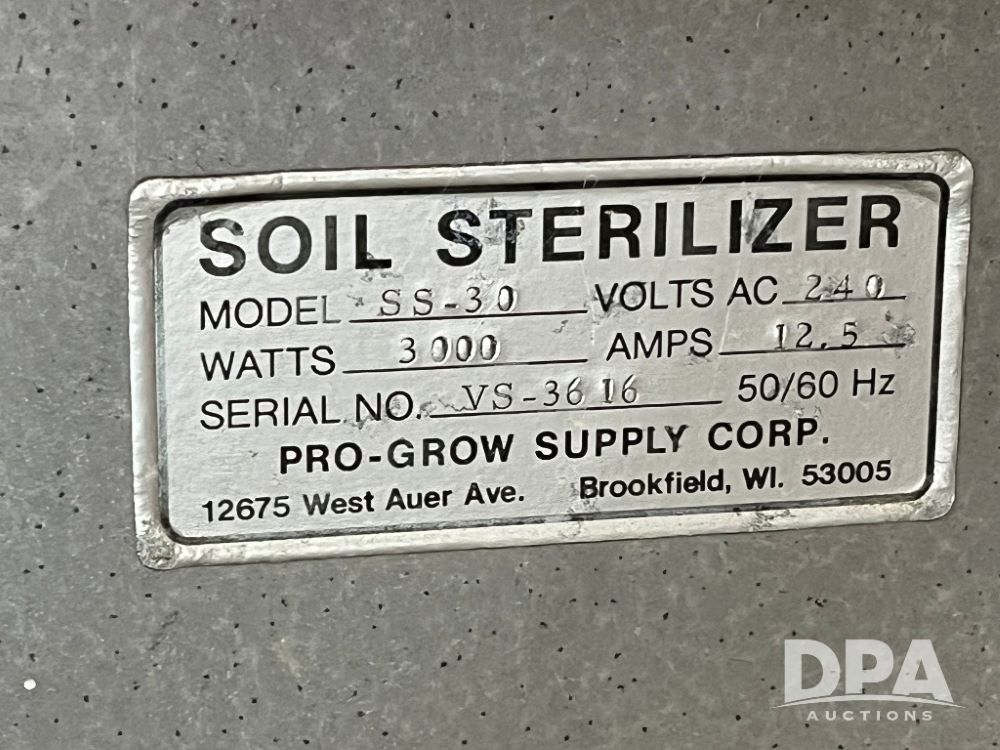 SOIL STERILIZER
MODEL SS-30 VOLTS AC 240
WATTS 3000 AMPS 12.5
SERIAL NO. VS-3616 50/60 Hz
PRO-GROW SUPPLY CORP.
12675 West Auer Ave. Brookfield, WI. 53005
DPA
AUCTIONS